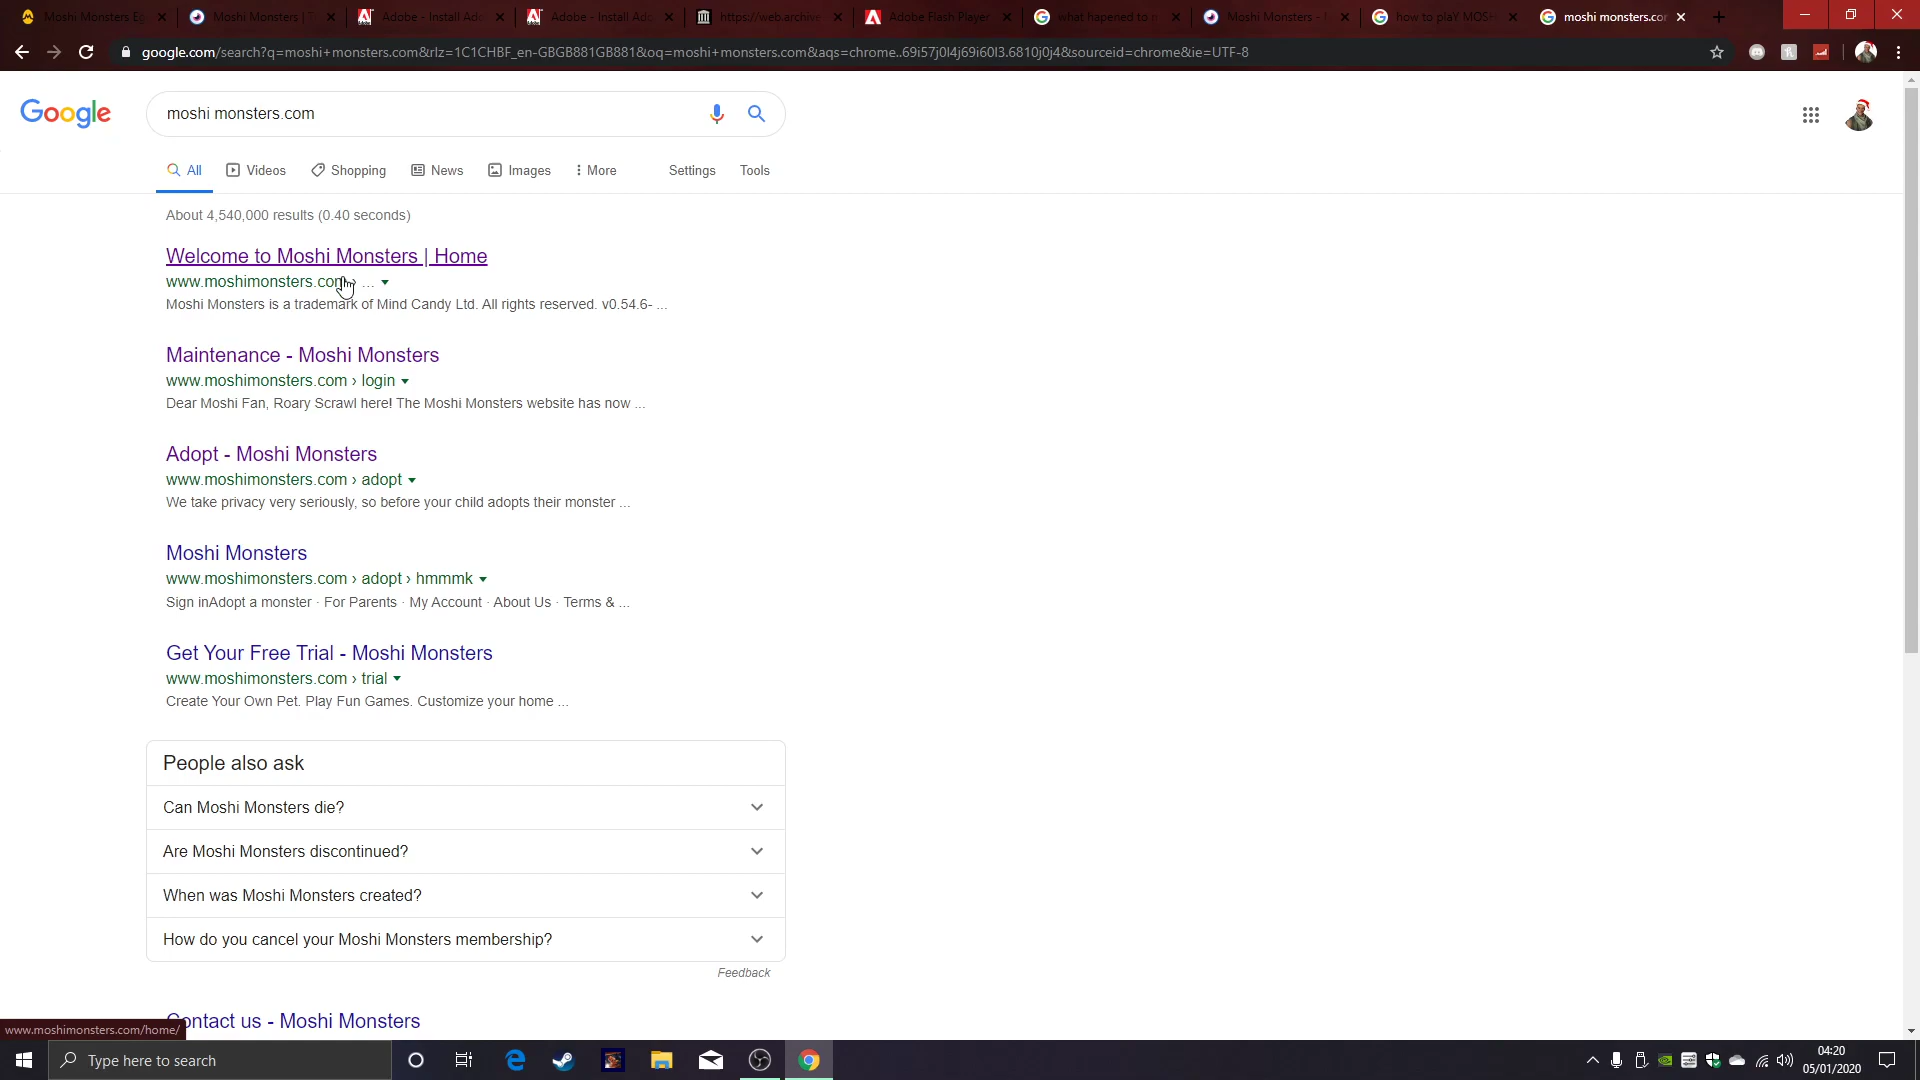 Moshi Monsters Eg
Moshi Monsters | T
Adobe - Install Ado
Adobe - Install Ado
https://web.archive
Adobe Flash Player
what hapened to m
Moshi Monsters -
how to plaY MOSH
moshi monsters.cor
google.com/search?q=moshi+monsters.com&rlz=1C1CHBF_en-GBGB881GB881&oq=moshi+monsters.com&aqs=chrome..69i57j0l4j69i60l3.6810j0j4&sourceid=chrome&ie=UTF-8
Google
moshi monsters.com
All Videos Shopping News Images More Settings Tools
About 4,540,000 results (0.40 seconds)
Welcome to Moshi Monsters | Home
www.moshimonsters.com › ...
Moshi Monsters is a trademark of Mind Candy Ltd. All rights reserved. v0.54.6- ...
Maintenance - Moshi Monsters
www.moshimonsters.com › login
Dear Moshi Fan, Roary Scrawl here! The Moshi Monsters website has now ...
Adopt - Moshi Monsters
www.moshimonsters.com › adopt
We take privacy very seriously, so before your child adopts their monster ...
Moshi Monsters
www.moshimonsters.com › adopt › hmmmk
Sign inAdopt a monster · For Parents · My Account · About Us · Terms & ...
Get Your Free Trial - Moshi Monsters
www.moshimonsters.com › trial
Create Your Own Pet. Play Fun Games. Customize your home ...
People also ask
Can Moshi Monsters die?
Are Moshi Monsters discontinued?
When was Moshi Monsters created?
How do you cancel your Moshi Monsters membership?
Feedback
Contact us - Moshi Monsters
www.moshimonsters.com/home/
Type here to search
04:20
05/01/2020